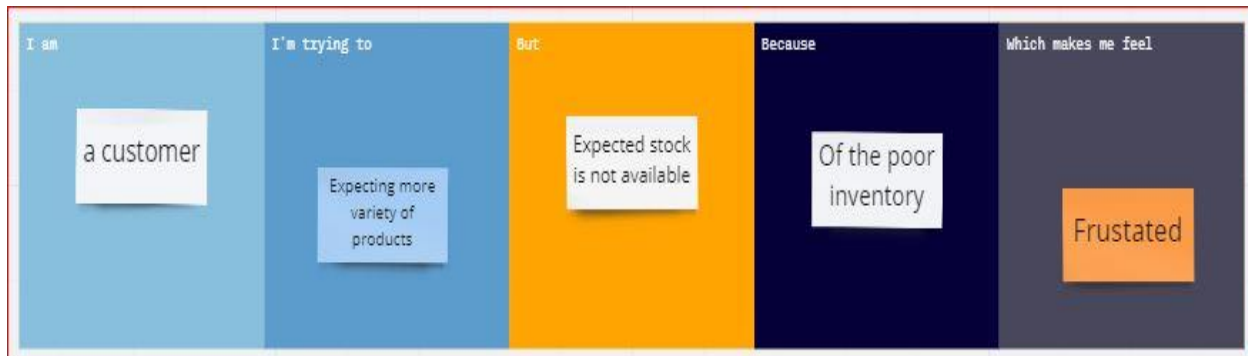 I am
a customer
I'm trying to
Expecting more
variety of
products
But
Expected stock
is not available
Because
Of the poor
inventory
Which makes me feel
Frustated